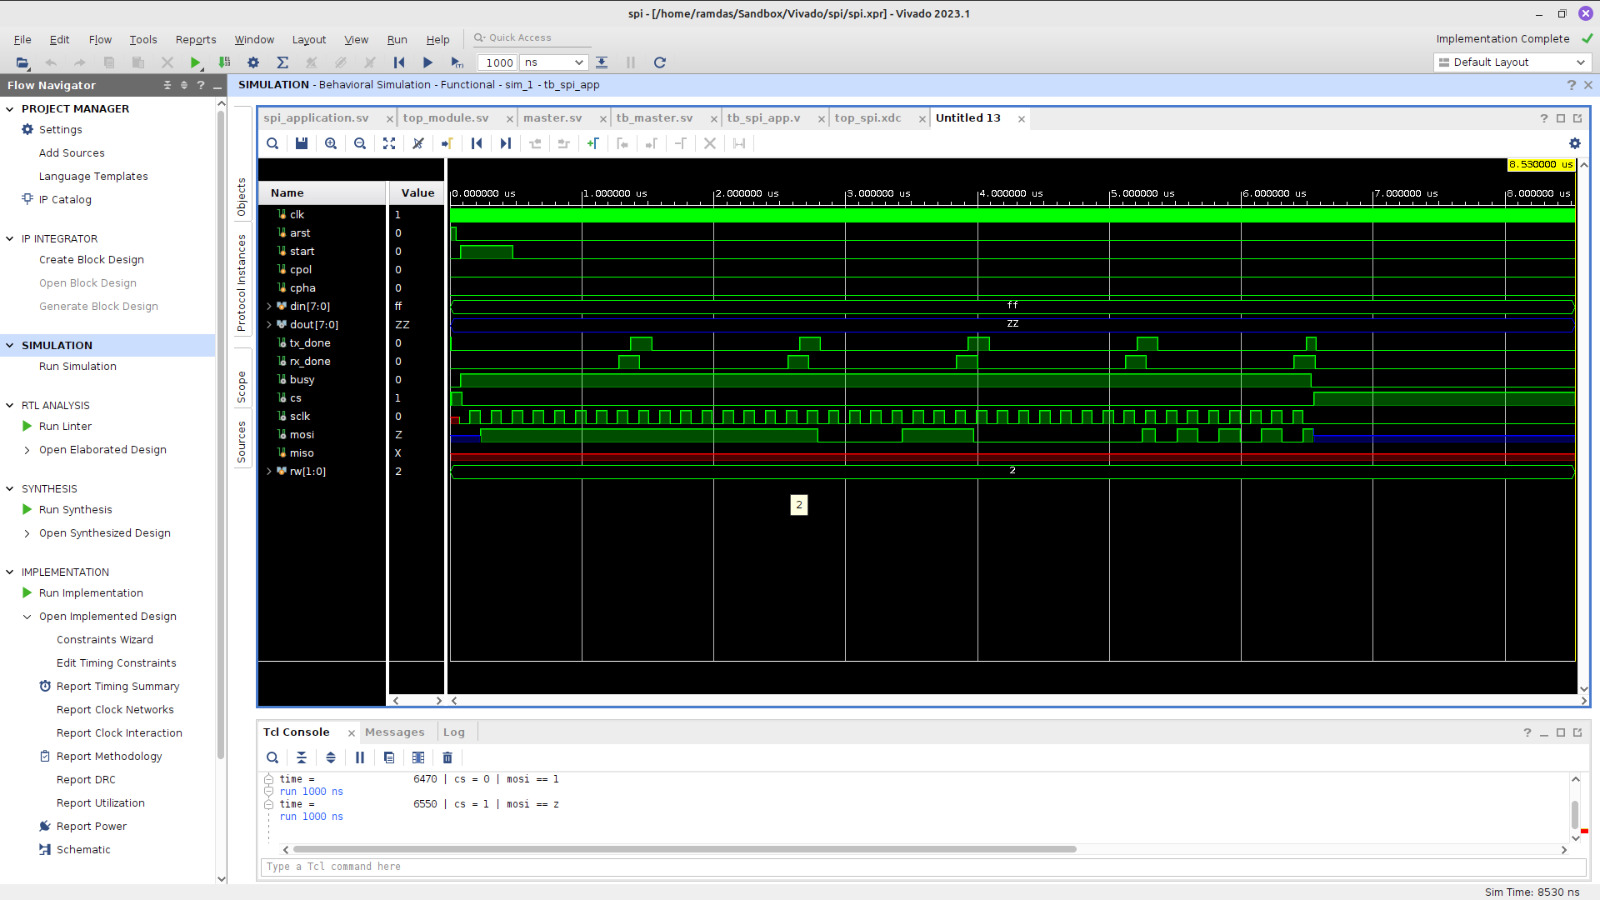 spi - [/home/ramdas/Sandbox/Vivado/spi/spi.xpr] - Vivado 2023.1
File Edit Flow Tools Reports Window Layout View Run Help Quick Access
Implementation Complete
1000 ns
Default Layout
Flow Navigator
SIMULATION - Behavioral Simulation - Functional - sim_1 - tb_spi_app
PROJECT MANAGER
Settings
Add Sources
Language Templates
IP Catalog
IP INTEGRATOR
Create Block Design
Open Block Design
Generate Block Design
SIMULATION
Run Simulation
RTL ANALYSIS
Run Linter
Open Elaborated Design
SYNTHESIS
Run Synthesis
Open Synthesized Design
IMPLEMENTATION
Run Implementation
Open Implemented Design
Constraints Wizard
Edit Timing Constraints
Report Timing Summary
Report Clock Networks
Report Clock Interaction
Report Methodology
Report DRC
Report Utilization
Report Power
Schematic
Objects
Protocol Instances
Scope
Sources
spi_application.sv top_module.sv master.sv tb_master.sv tb_spi_app.v top_spi.xdc Untitled 13
8.530000 us
Name Value
0.000000 us 1.000000 us 2.000000 us 3.000000 us 4.000000 us 5.000000 us 6.000000 us 7.000000 us 8.000000 us
clk 1
arst 0
start 0
cpol 0
cpha 0
din[7:0] ff ff
dout[7:0] ZZ ZZ
tx_done 0
rx_done 0
busy 0
cs 1
sclk 0
mosi Z
miso X
rw[1:0] 2 2
2
Tcl Console Messages Log
time = 6470 | cs = 0 | mosi == 1
run 1000 ns
time = 6550 | cs = 1 | mosi == z
run 1000 ns
Type a Tcl command here
Sim Time: 8530 ns